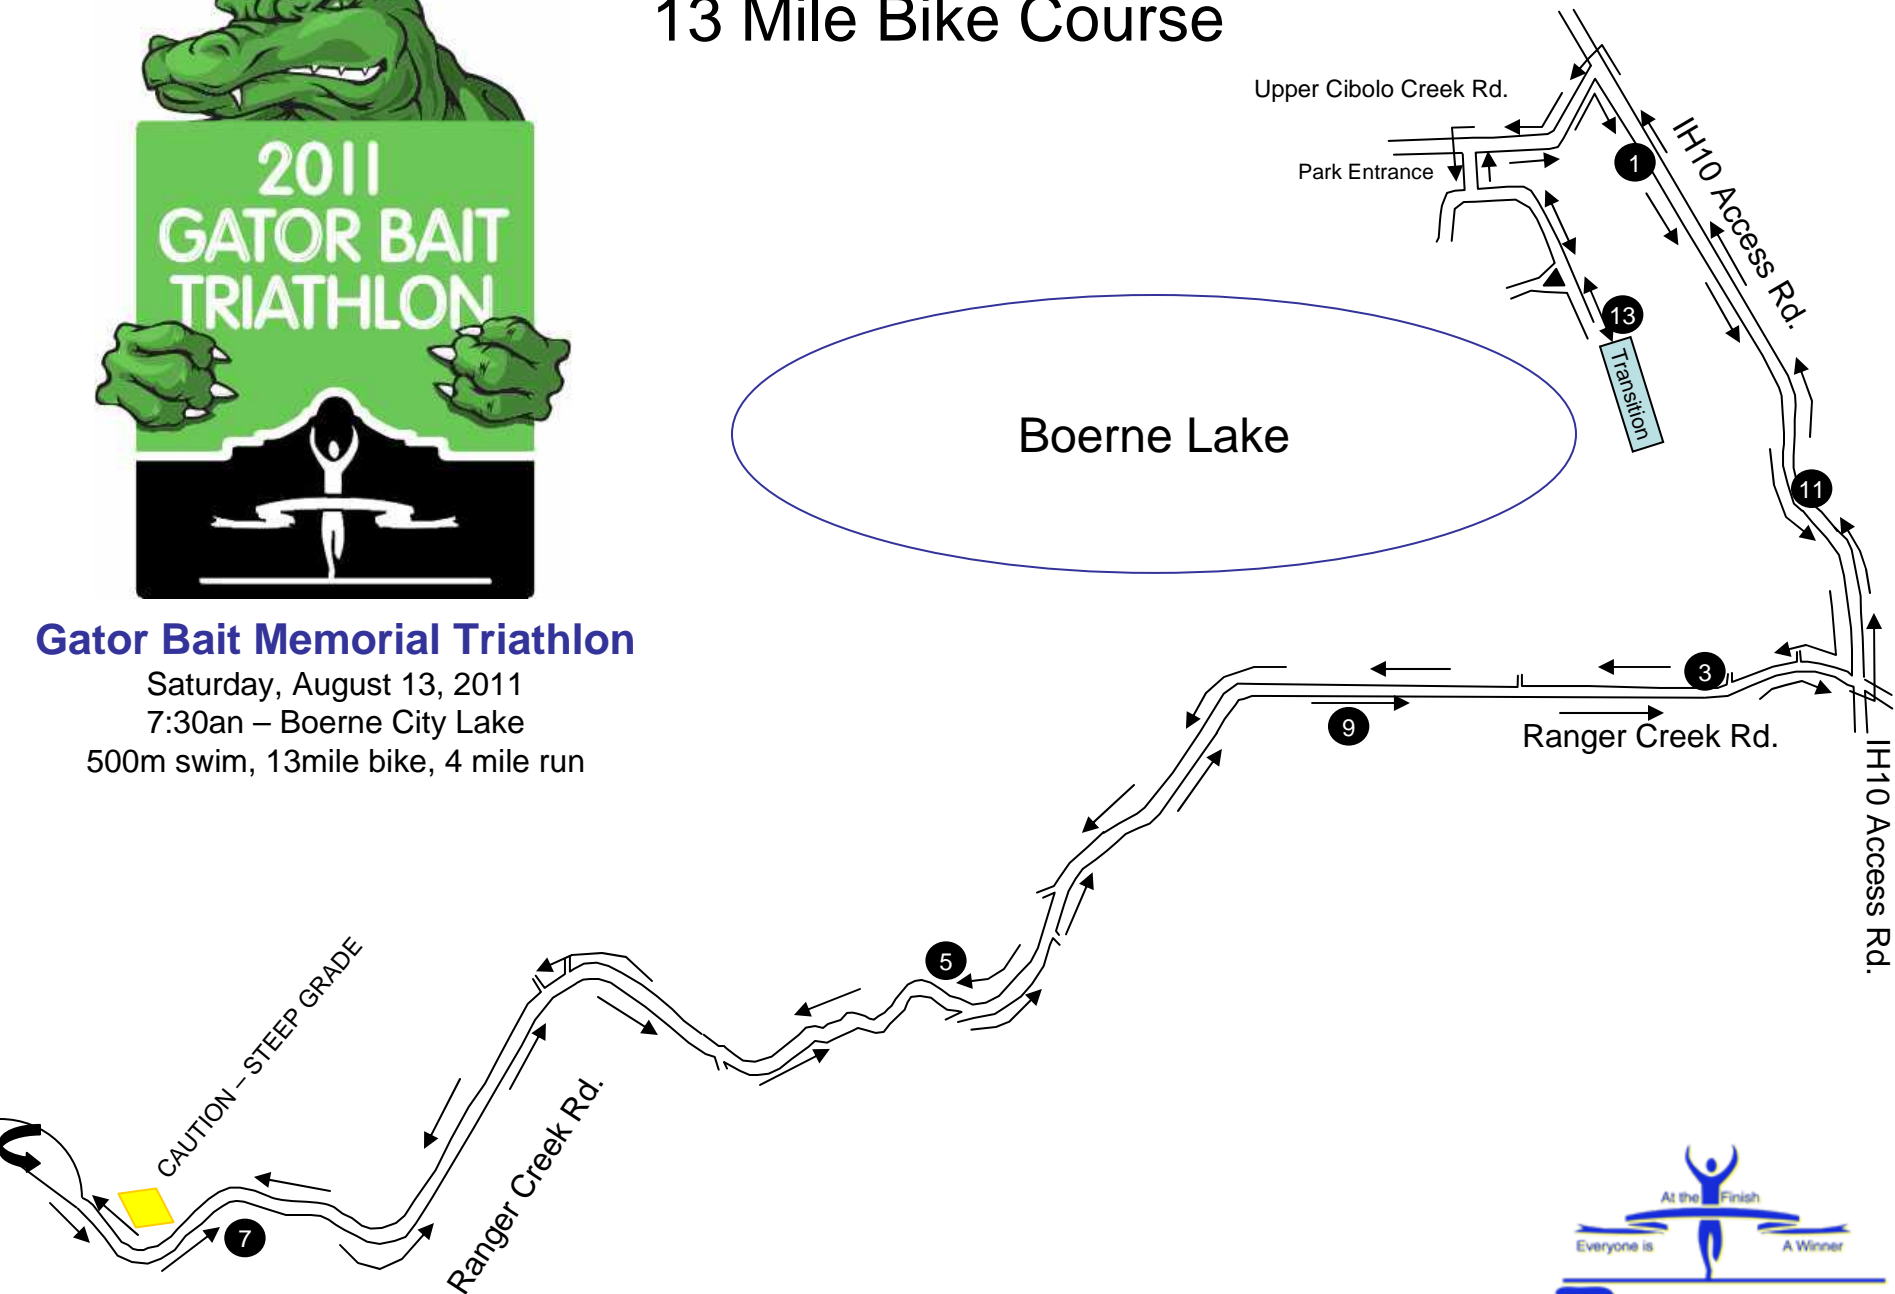 13 Mile Bike Course
2011
GATOR BAIT
TRIATHLON
Gator Bait Memorial Triathlon
Saturday, August 13, 2011
7:30an – Boerne City Lake
500m swim, 13mile bike, 4 mile run
Upper Cibolo Creek Rd.
Park Entrance
1
IH10 Access Rd.
13
Transition
Boerne Lake
11
3
9
Ranger Creek Rd.
IH10 Access Rd.
5
CAUTION – STEEP GRADE
7
Ranger Creek Rd.
At the Finish
Everyone is A Winner